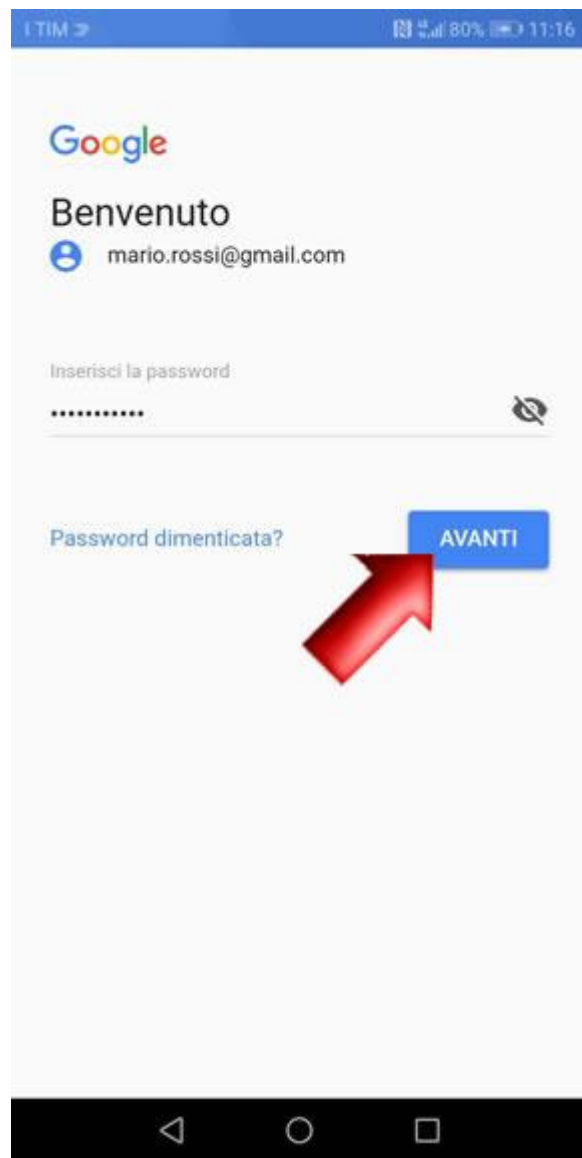 I TIM
80% 11:16
Google
Benvenuto
mario.rossi@gmail.com
Inserisci la password
•••••••••••
Password dimenticata?
AVANTI